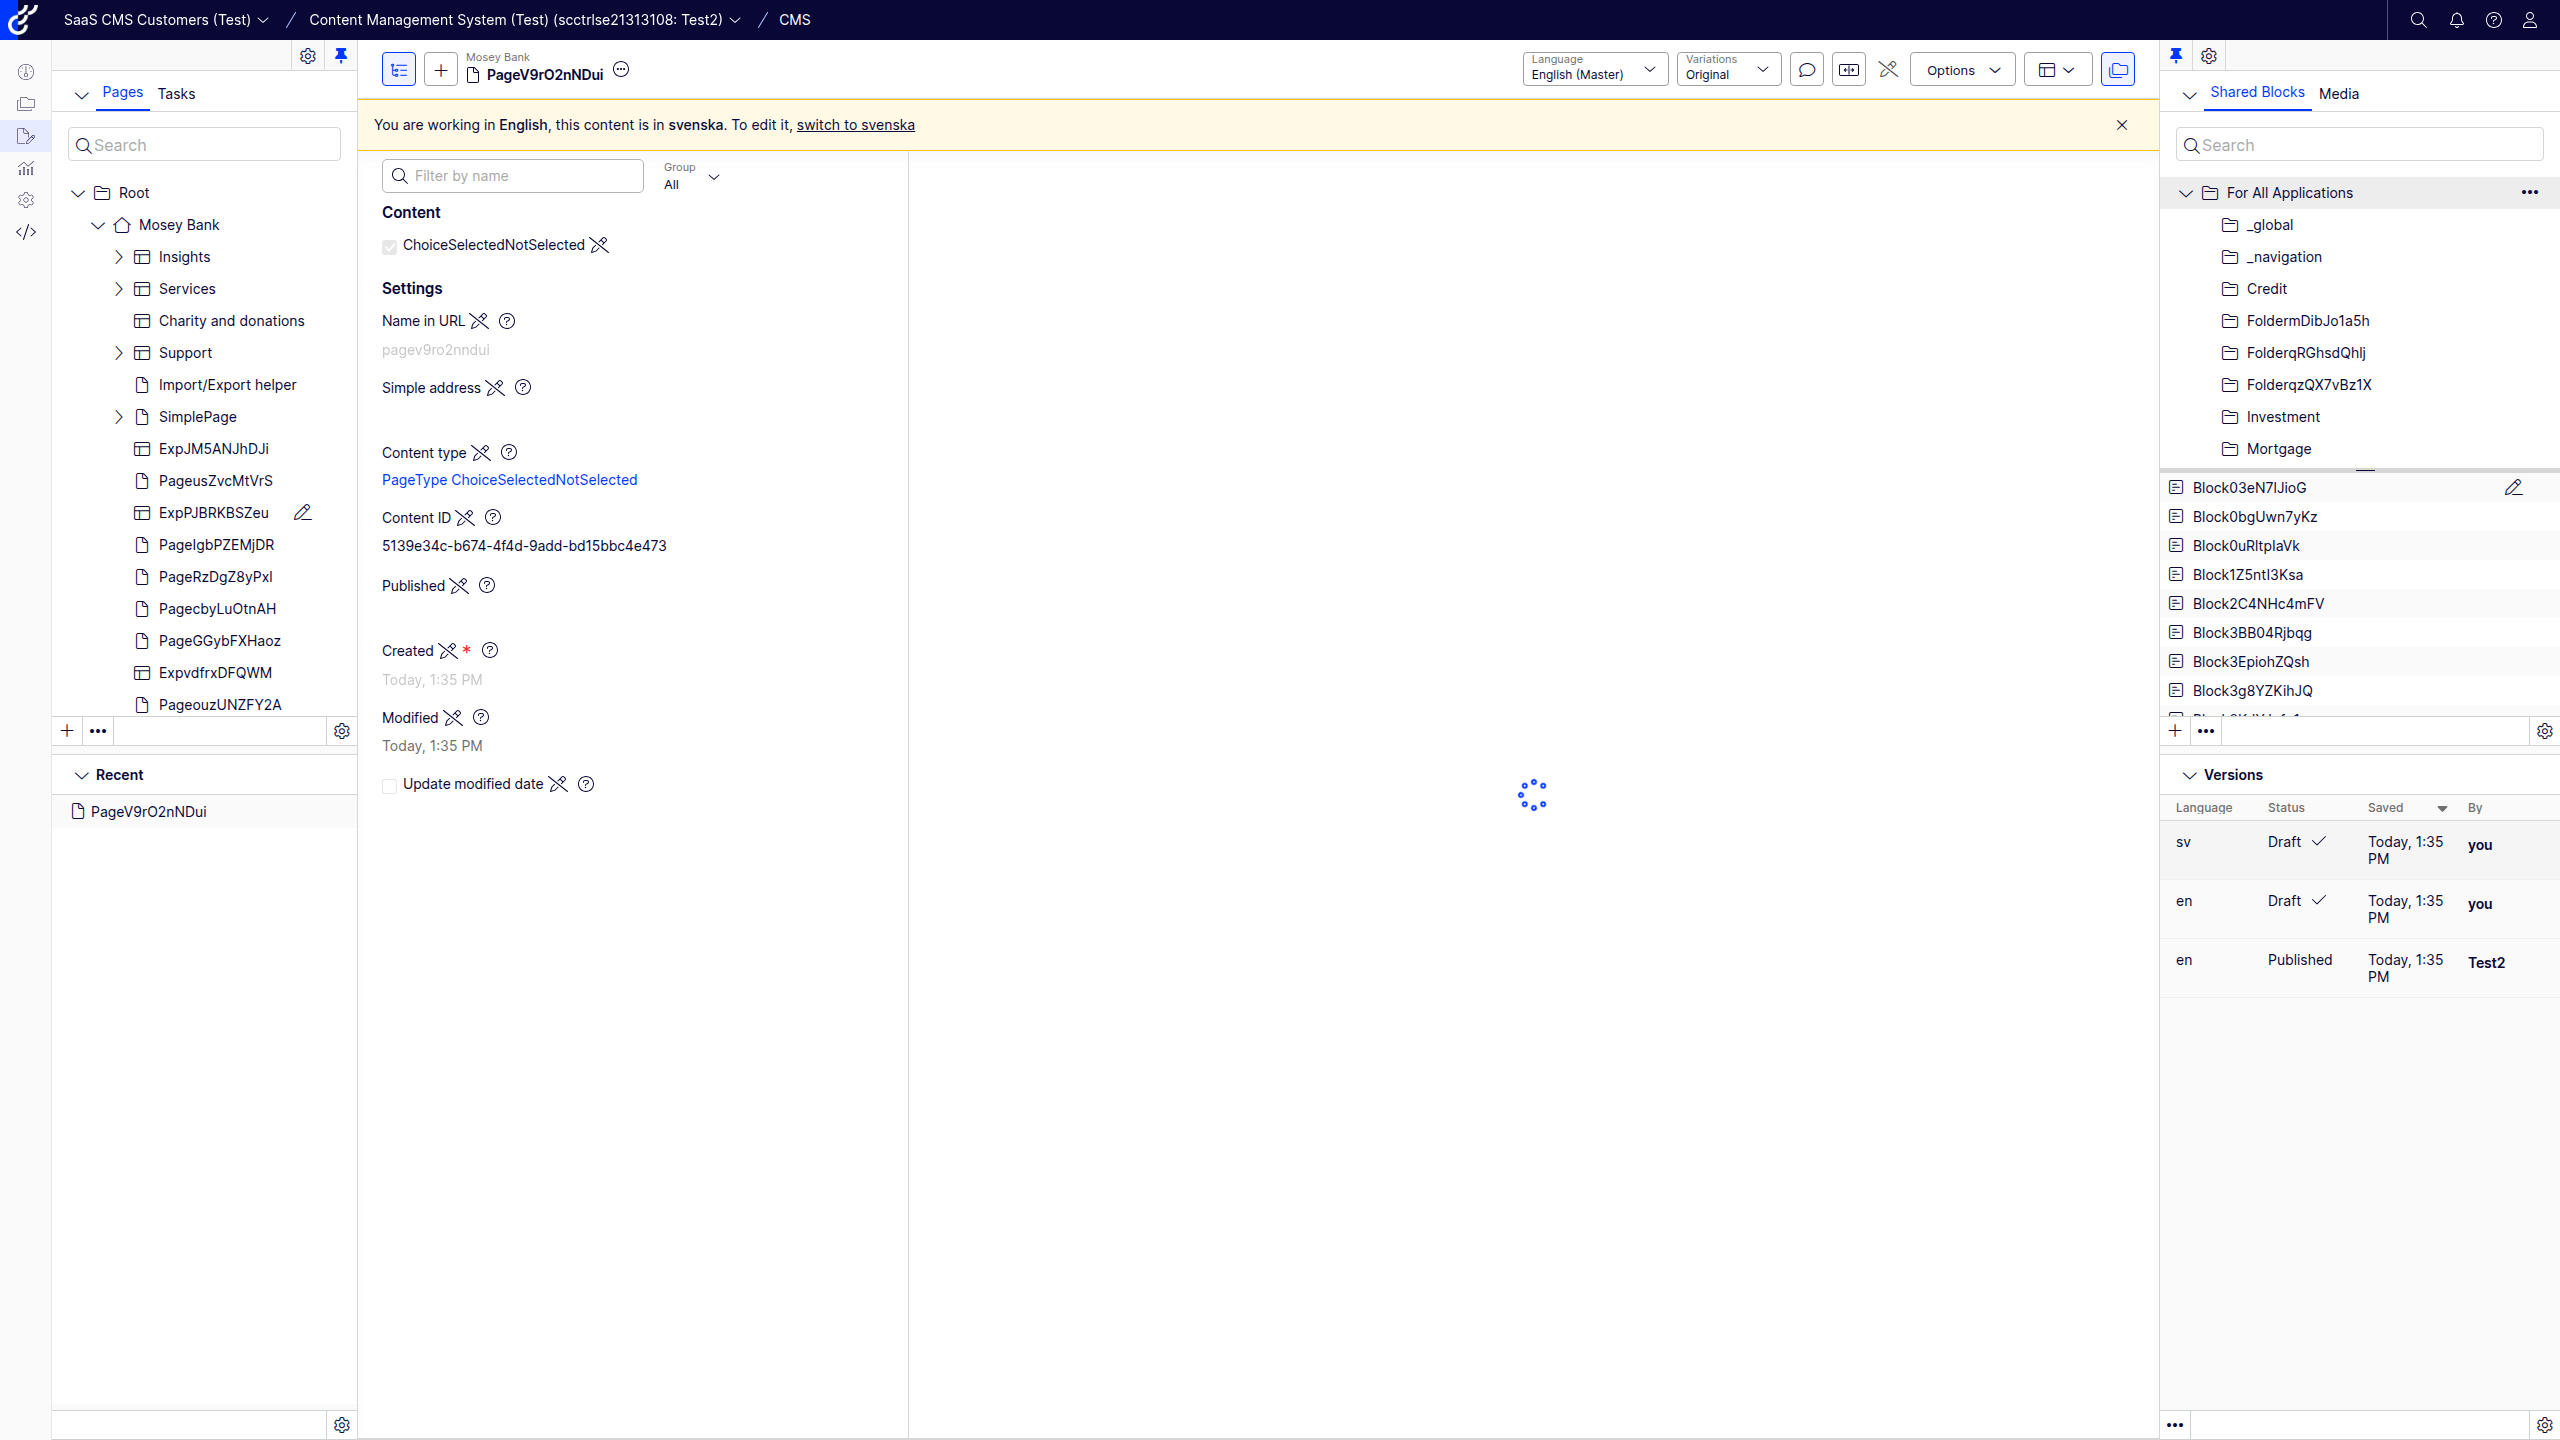 SaaS CMS Customers (Test)
Content Management System (Test) (scctrlse21313108: Test2)
CMS
Pages
Tasks
Search
Root
Mosey Bank
Insights
Services
Charity and donations
Support
Import/Export helper
SimplePage
ExpJM5ANJhDJi
PageusZvcMtVrS
ExpPJBRKBSZeu
PageIgbPZEMjDR
PageRzDgZ8yPxl
PagecbyLuOtnAH
PageGGybFXHaoz
ExpvdfrxDFQWM
PageouzUNZFY2A
Recent
PageV9rO2nNDui
Mosey Bank
PageV9rO2nNDui
Language
English (Master)
Variations
Original
Options
You are working in English, this content is in svenska. To edit it, switch to svenska
Filter by name
Group
All
Content
ChoiceSelectedNotSelected
Settings
Name in URL
pagev9ro2nndui
Simple address
Content type
PageType ChoiceSelectedNotSelected
Content ID
5139e34c-b674-4f4d-9add-bd15bbc4e473
Published
Created *
Today, 1:35 PM
Modified
Today, 1:35 PM
Update modified date
Shared Blocks
Media
Search
For All Applications
_global
_navigation
Credit
FoldermDibJo1a5h
FolderqRGhsdQhlj
FolderqzQX7vBz1X
Investment
Mortgage
Block03eN7lJioG
Block0bgUwn7yKz
Block0uRltplaVk
Block1Z5ntI3Ksa
Block2C4NHc4mFV
Block3BB04Rjbqg
Block3EpiohZQsh
Block3g8YZKihJQ
Versions
Language Status Saved By
sv Draft Today, 1:35 PM you
en Draft Today, 1:35 PM you
en Published Today, 1:35 PM Test2